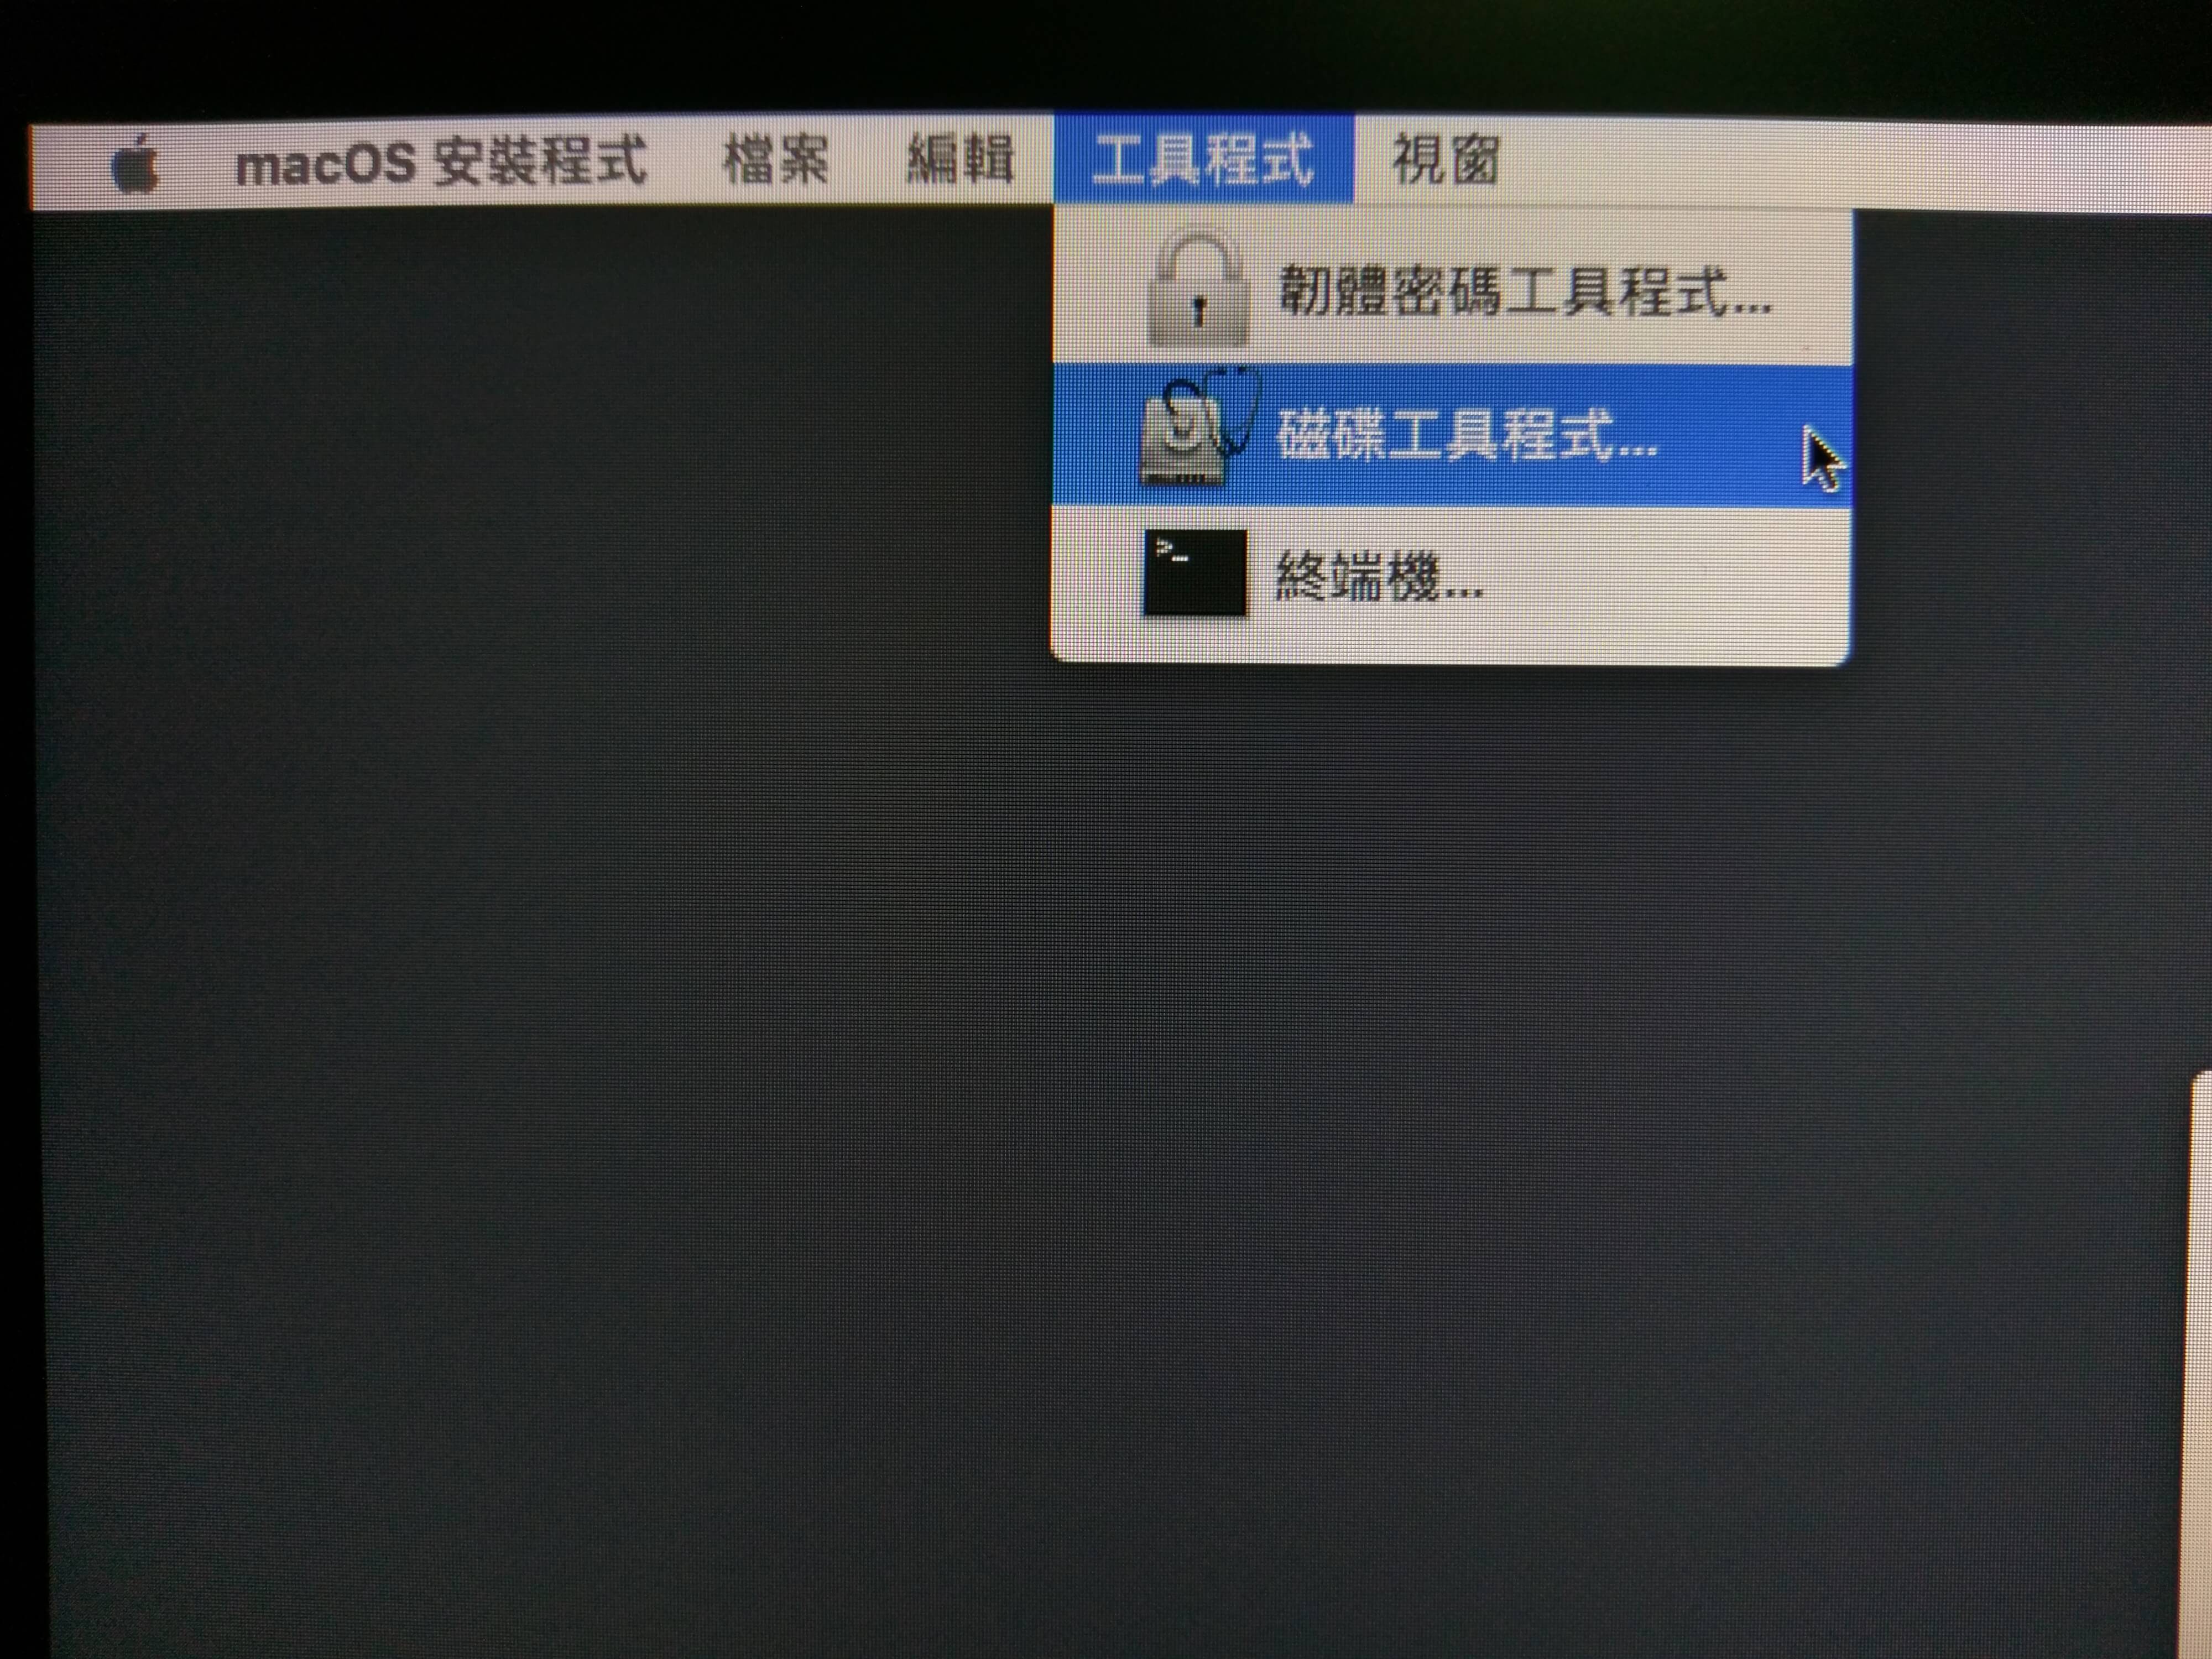 macOS 安裝程式 檔案 編輯 工具程式 視窗
韌體密碼工具程式...
磁碟工具程式...
>_
終端機...